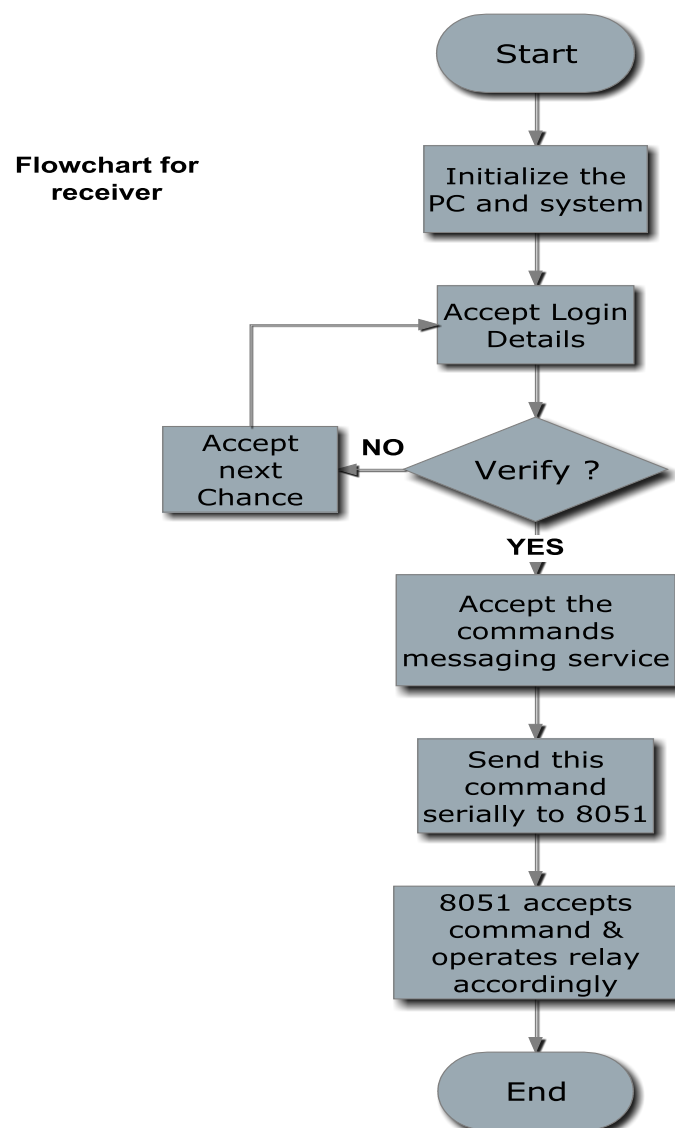 Start
Flowchart for
receiver
Initialize the
PC and system
Accept Login
Details
Verify ?
NO
Accept
next
Chance
YES
Accept the
commands
messaging service
Send this
command
serially to 8051
8051 accepts
command &
operates relay
accordingly
End